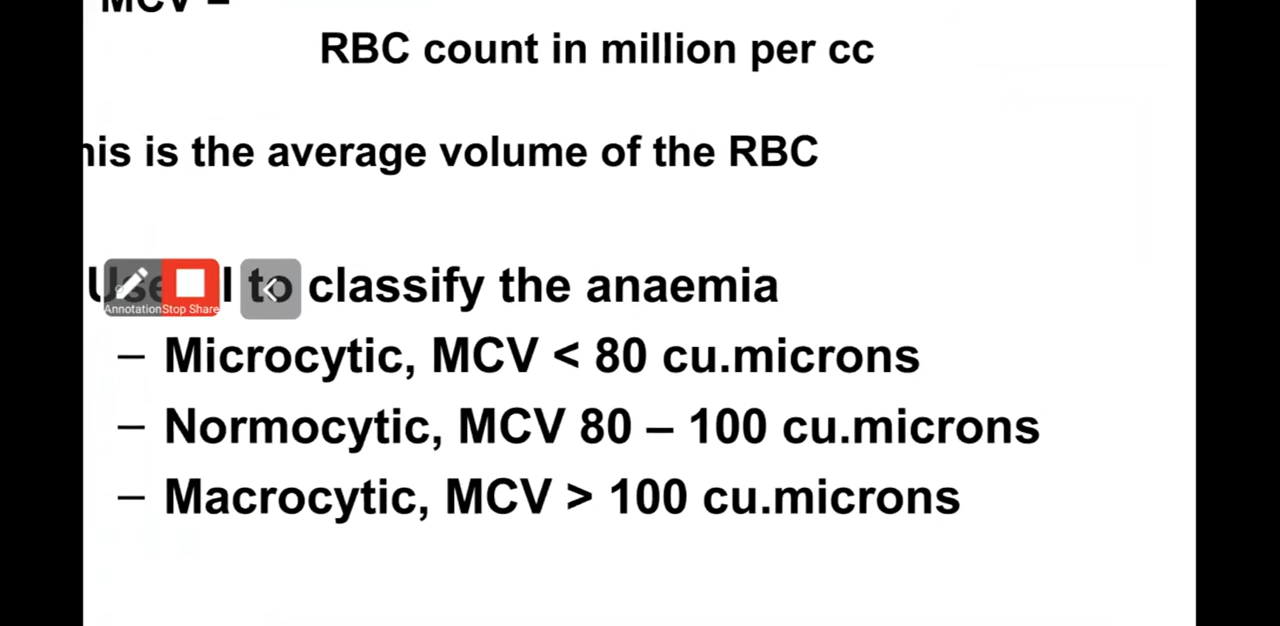 MCV =
RBC count in million per cc
his is the average volume of the RBC
to classify the anaemia
Annotation Stop Share
– Microcytic, MCV < 80 cu.microns
– Normocytic, MCV 80 – 100 cu.microns
– Macrocytic, MCV > 100 cu.microns